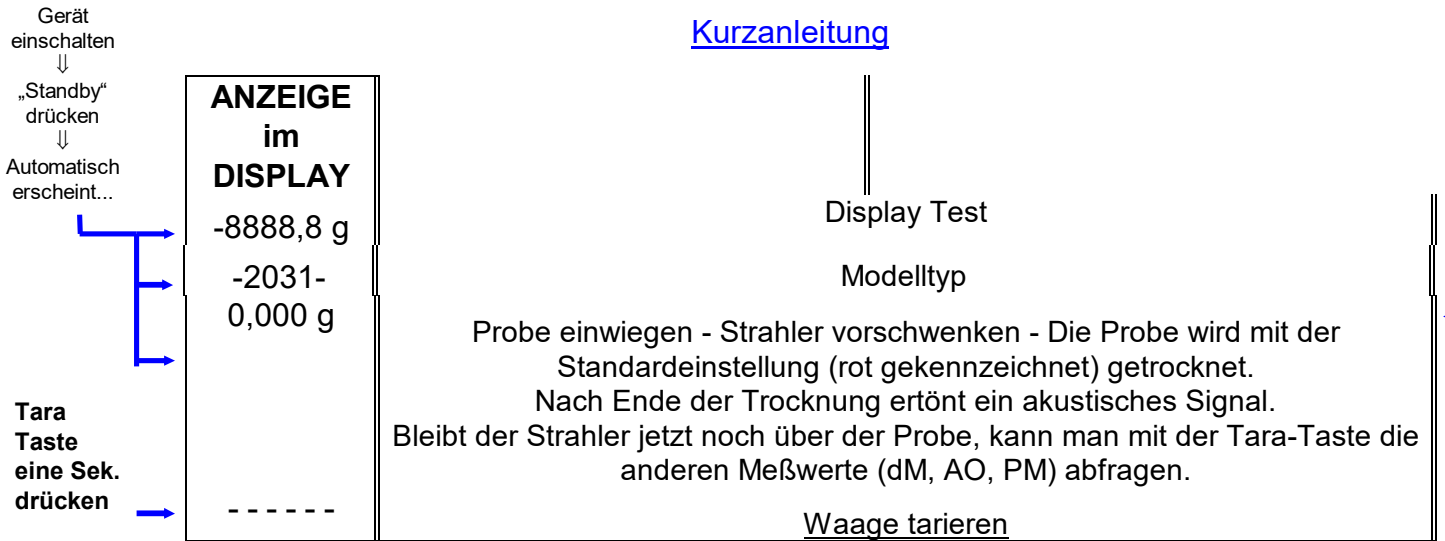 Kurzanleitung
Gerät
einschalten
⇓
„Standby“
drücken
⇓
Automatisch
erscheint...
ANZEIGE
im
DISPLAY
-8888,8 g
Display Test
-2031-
Modelltyp
0,000 g
Probe einwiegen - Strahler vorschwenken - Die Probe wird mit der
Standardeinstellung (rot gekennzeichnet) getrocknet.
Nach Ende der Trocknung ertönt ein akustisches Signal.
Bleibt der Strahler jetzt noch über der Probe, kann man mit der Tara-Taste die
anderen Meßwerte (dM, AO, PM) abfragen.
Tara
Taste
eine Sek.
drücken
- - - - - -
Waage tarieren